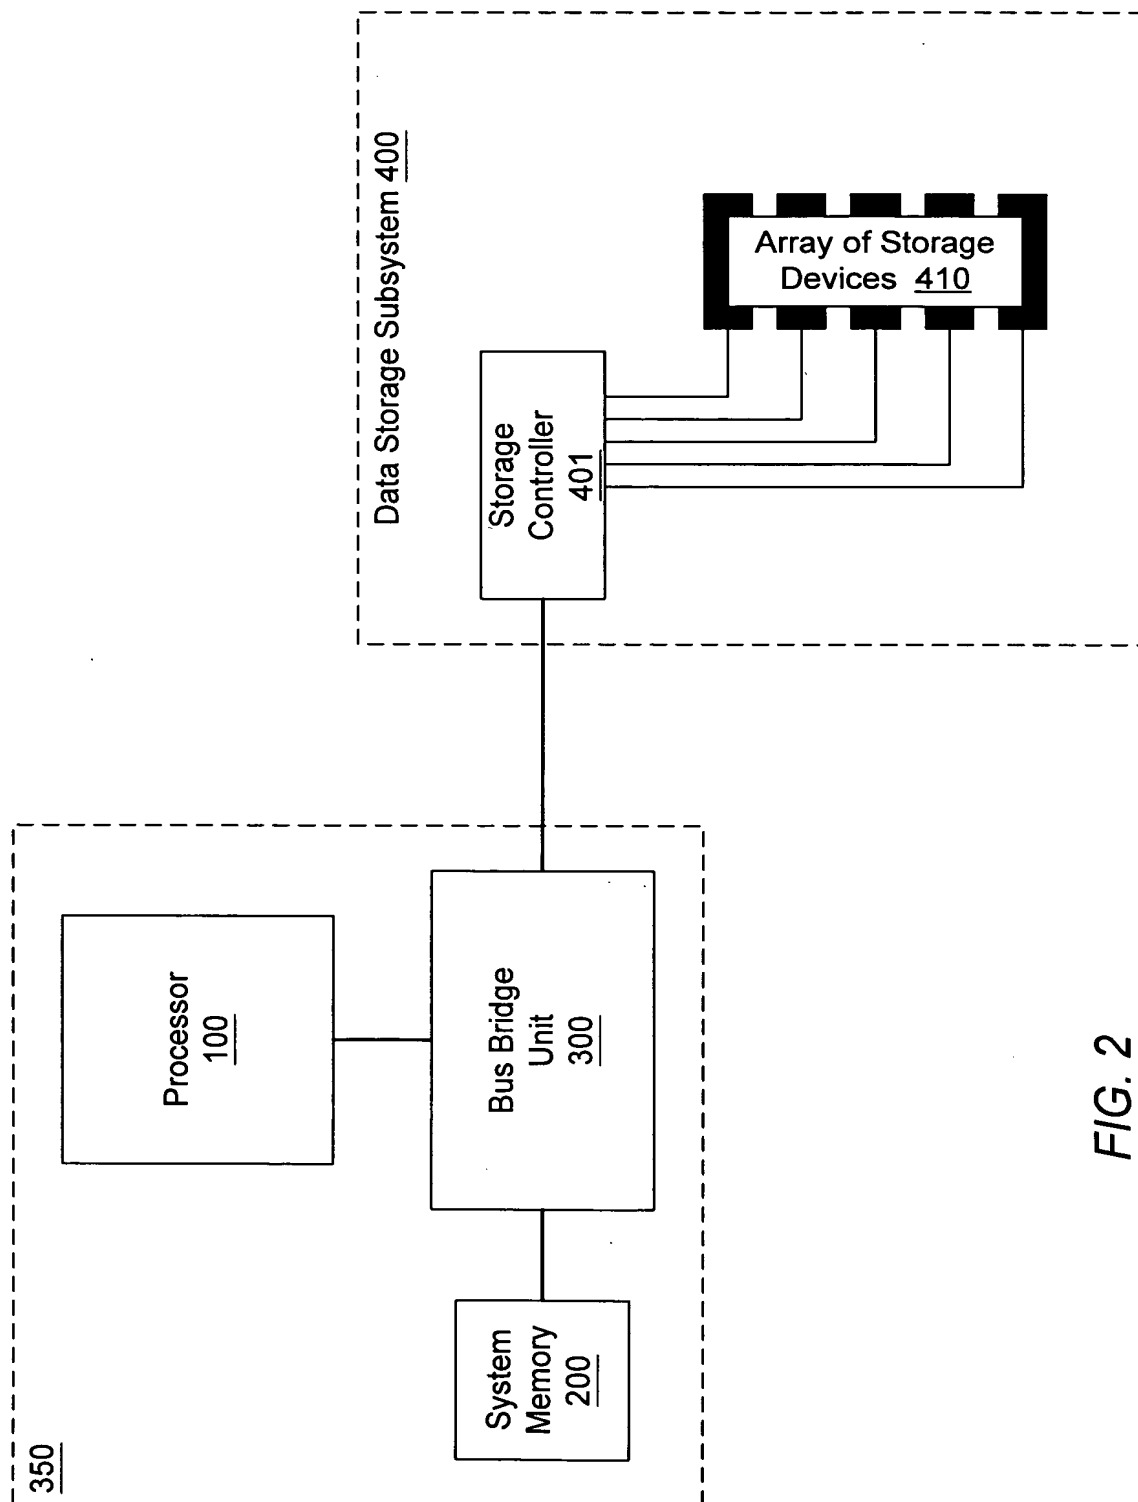 350
Processor
100
System
Memory
200
Bus Bridge
Unit
300
Data Storage Subsystem 400
Storage
Controller
401
Array of Storage
Devices 410
FIG. 2